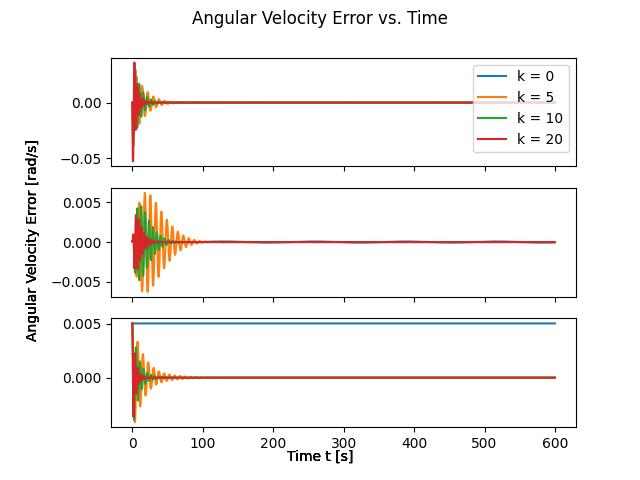 Angular Velocity Error vs. Time
0.00
−0.05
k = 0
k = 5
k = 10
k = 20
Angular Velocity Error [rad/s]
0.005
0.000
−0.005
0.005
0.000
0
100
200
300
400
500
600
Time t [s]